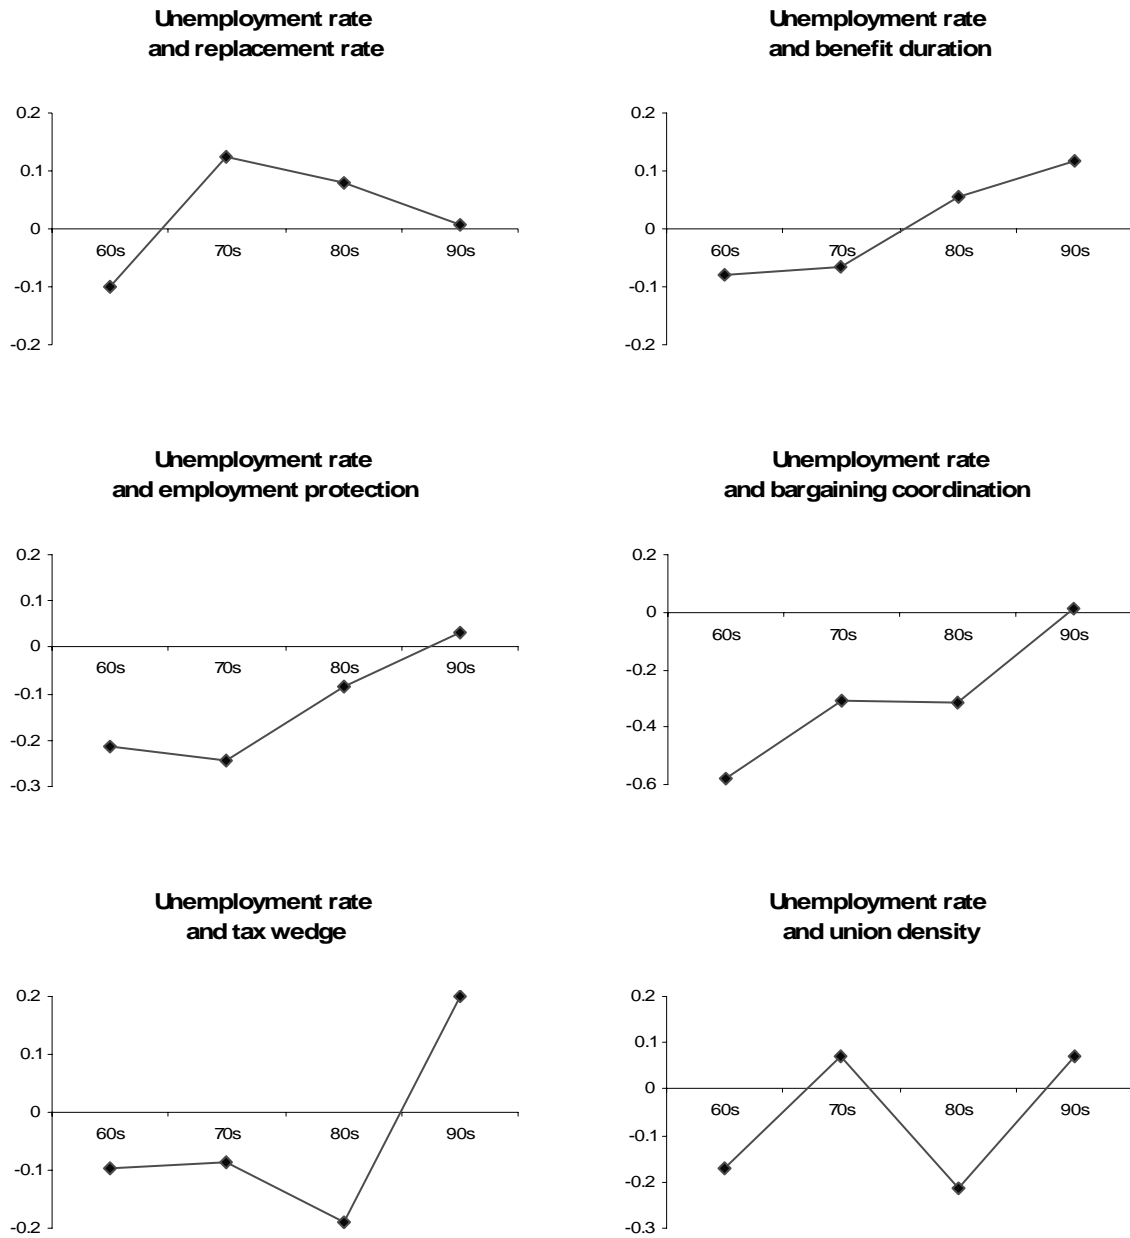 Unemployment rate
and replacement rate
0.2
0.1
0
-0.1
-0.2
60s 70s 80s 90s
Unemployment rate
and benefit duration
0.2
0.1
0
-0.1
-0.2
60s 70s 80s 90s
Unemployment rate
and employment protection
0.2
0.1
0
-0.1
-0.2
-0.3
60s 70s 80s 90s
Unemployment rate
and bargaining coordination
0.2
0
-0.2
-0.4
-0.6
60s 70s 80s 90s
Unemployment rate
and tax wedge
0.2
0.1
0
-0.1
-0.2
60s 70s 80s 90s
Unemployment rate
and union density
0.2
0.1
0
-0.1
-0.2
-0.3
60s 70s 80s 90s